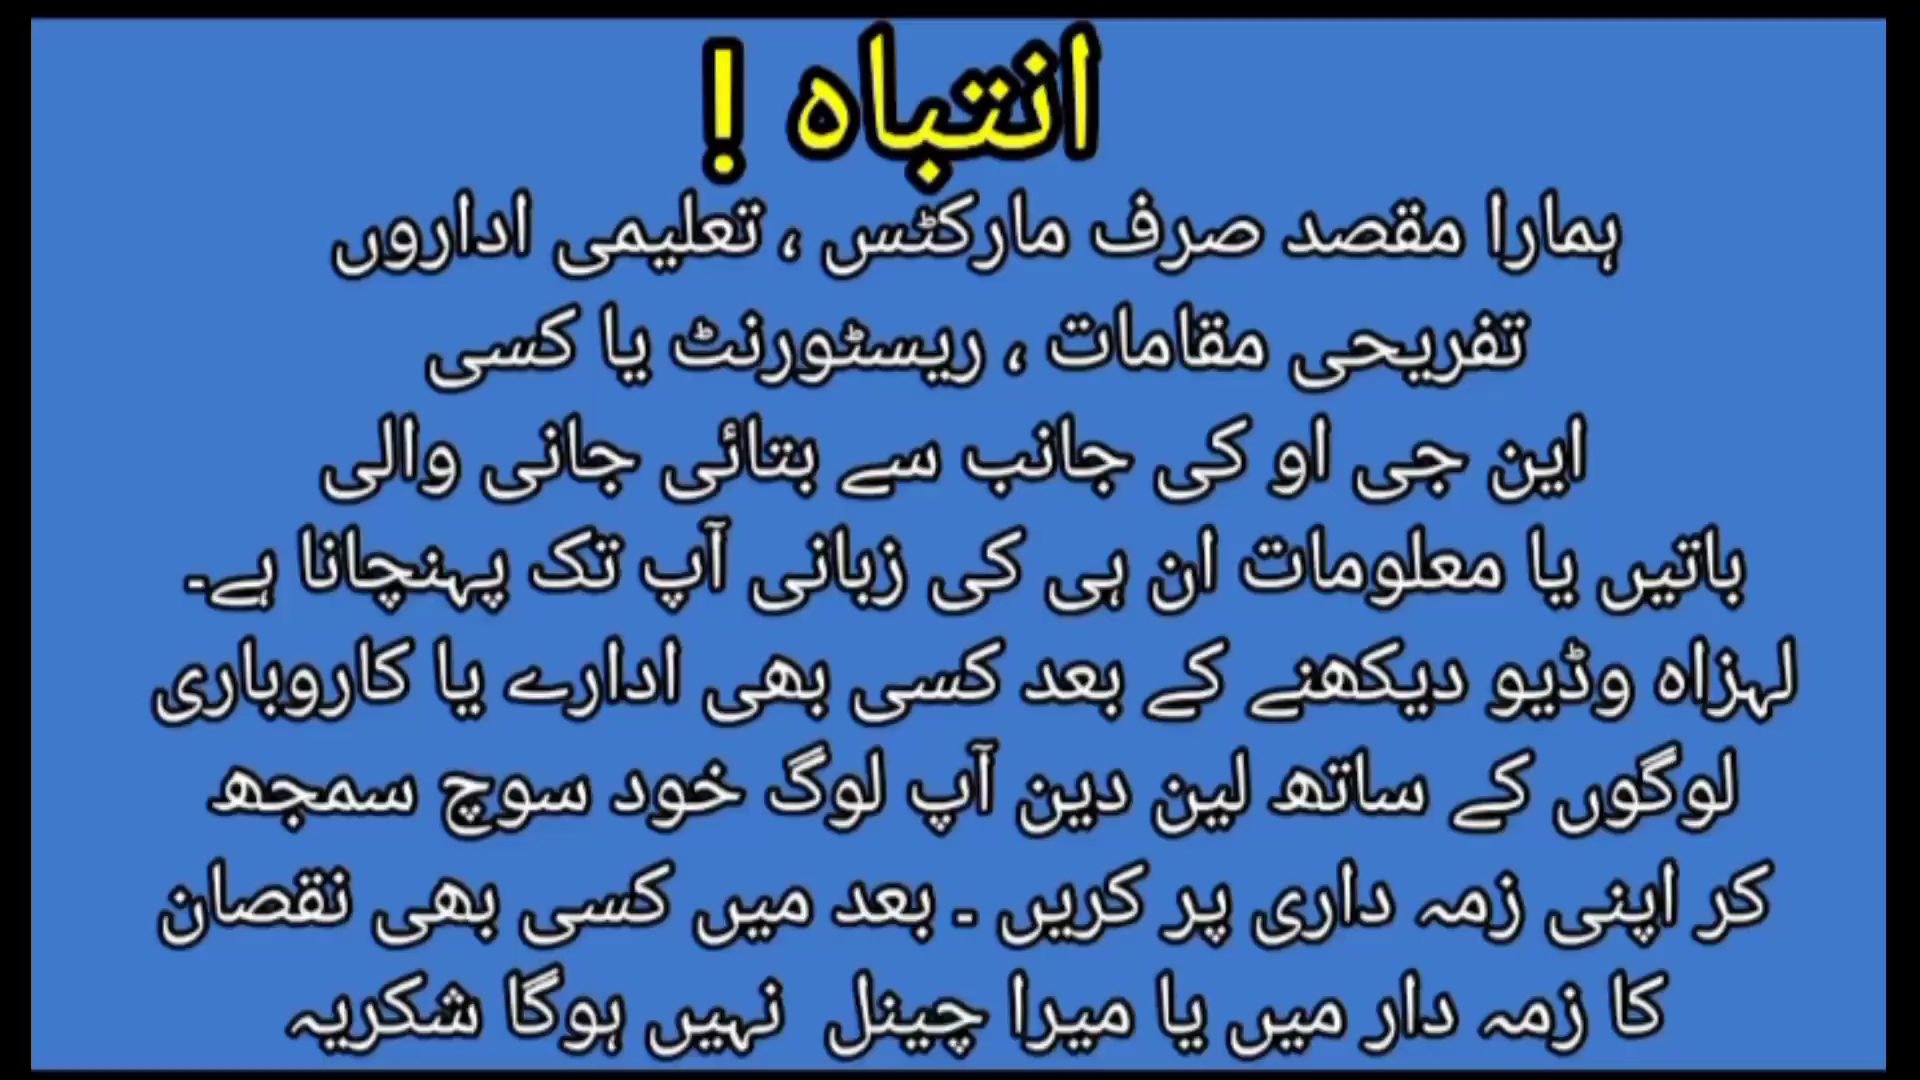 انتباہ !
ہمارا مقصد صرف مارکٹس ، تعلیمی اداروں
تفریحی مقامات ، ریسٹورنٹ یا کسی
این جی او کی جانب سے بتائی جانی والی
باتیں یا معلومات ان ہی کی زبانی آپ تک پہنچانا ہے۔
لہزاہ وڈیو دیکھنے کے بعد کسی بھی ادارے یا کاروباری
لوگوں کے ساتھ لین دین آپ لوگ خود سوچ سمجھ
کر اپنی زمہ داری پر کریں ۔ بعد میں کسی بھی نقصان
کا زمہ دار میں یا میرا چینل نہیں ہوگا شکریہ